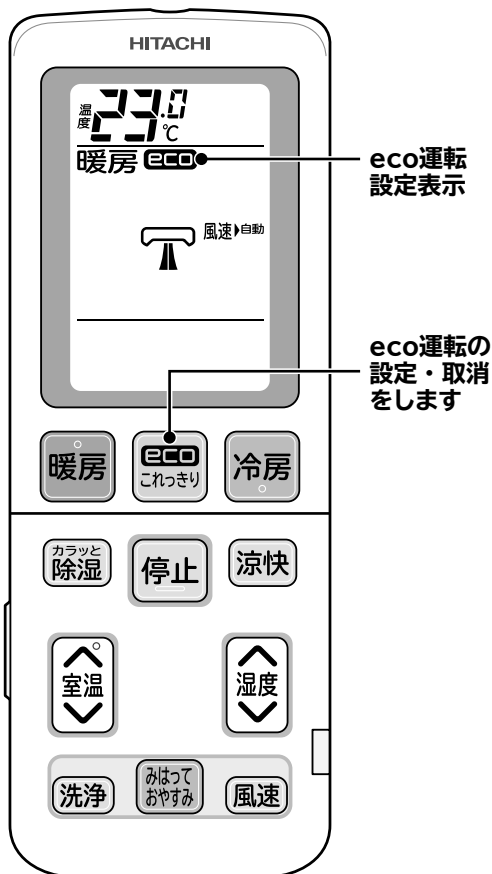 HITACHI
温度
23.0
℃
暖房 eco
eco運転
設定表示
風速 自動
eco運転の
設定・取消
をします
暖房
eco
これっきり
冷房
カラッと
除湿
停止
涼快
室温
湿度
洗浄
みはって
おやすみ
風速